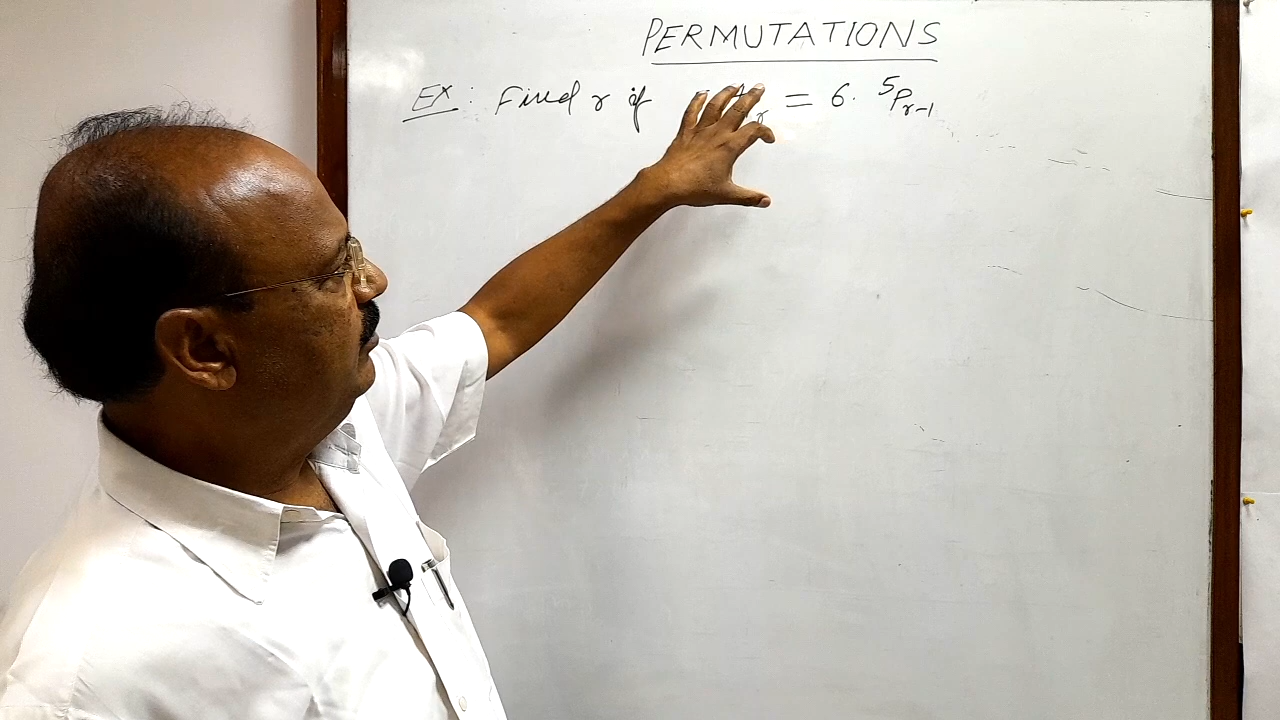 PERMUTATIONS
Ex: Find r if r = 6. ⁵Pᵣ₋₁